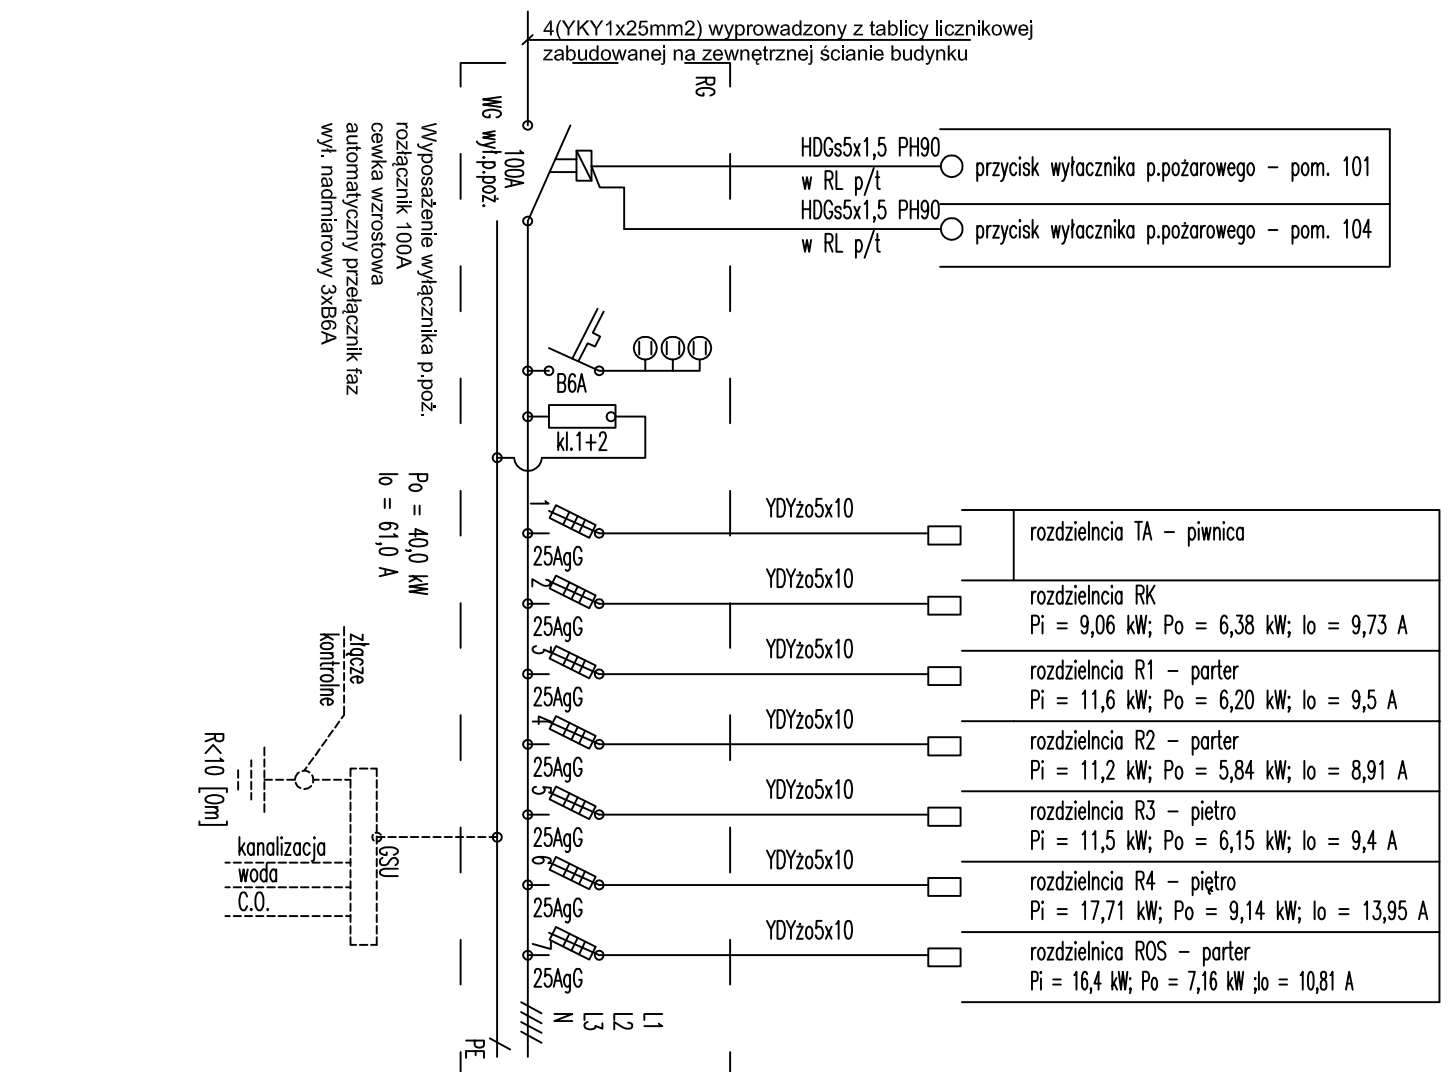 4(YKY1x25mm2) wyprowadzony z tablicy licznikowej
zabudowanej na zewnętrznej ścianie budynku
RG
WG wył.p.poż.
100A
Wyposażenie wyłącznika p.poż.
rozłącznik 100A
cewka wzrostowa
automatyczny przełącznik faz
wył. nadmiarowy 3xB6A
HDGs5x1,5 PH90
w RL p/t
przycisk wyłacznika p.pożarowego – pom. 101
HDGs5x1,5 PH90
w RL p/t
przycisk wyłacznika p.pożarowego – pom. 104
B6A
kl.1+2
Po = 40,0 kW
Io = 61,0 A
1
25AgG
YDYżo5x10
rozdzielncia TA – piwnica
2
25AgG
YDYżo5x10
rozdzielncia RK
Pi = 9,06 kW; Po = 6,38 kW; Io = 9,73 A
3
25AgG
YDYżo5x10
rozdzielncia R1 – parter
Pi = 11,6 kW; Po = 6,20 kW; Io = 9,5 A
4
25AgG
YDYżo5x10
rozdzielncia R2 – parter
Pi = 11,2 kW; Po = 5,84 kW; Io = 8,91 A
5
25AgG
YDYżo5x10
rozdzielncia R3 – pietro
Pi = 11,5 kW; Po = 6,15 kW; Io = 9,4 A
6
25AgG
YDYżo5x10
rozdzielncia R4 – piętro
Pi = 17,71 kW; Po = 9,14 kW; Io = 13,95 A
7
25AgG
YDYżo5x10
rozdzielnica ROS – parter
Pi = 16,4 kW; Po = 7,16 kW ;Io = 10,81 A
złącze
kontrolne
R<10 [Om]
GSU
kanalizacja
woda
C.O.
L1
L2
L3
N
PE